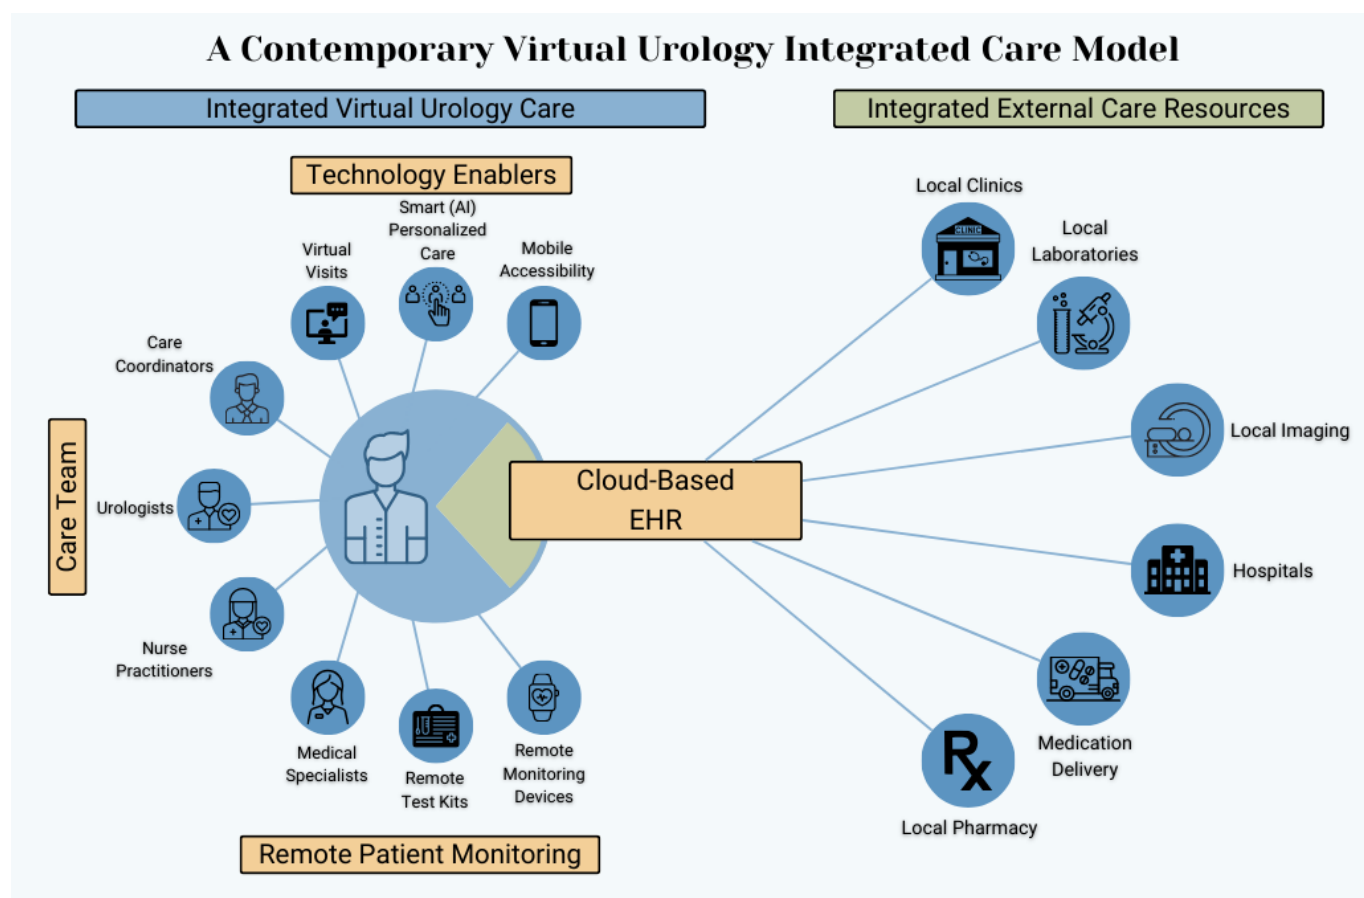 A Contemporary Virtual Urology Integrated Care Model
Integrated Virtual Urology Care
Integrated External Care Resources
Technology Enablers
Smart (AI)
Personalized
Care
Virtual
Visits
Mobile
Accessibility
Care
Coordinators
Care Team
Urologists
Nurse
Practitioners
Medical
Specialists
Remote
Test Kits
Remote
Monitoring
Devices
Remote Patient Monitoring
Cloud-Based
EHR
Local Clinics
CLINIC
Local
Laboratories
Local Imaging
Hospitals
Medication
Delivery
Rx
Local Pharmacy